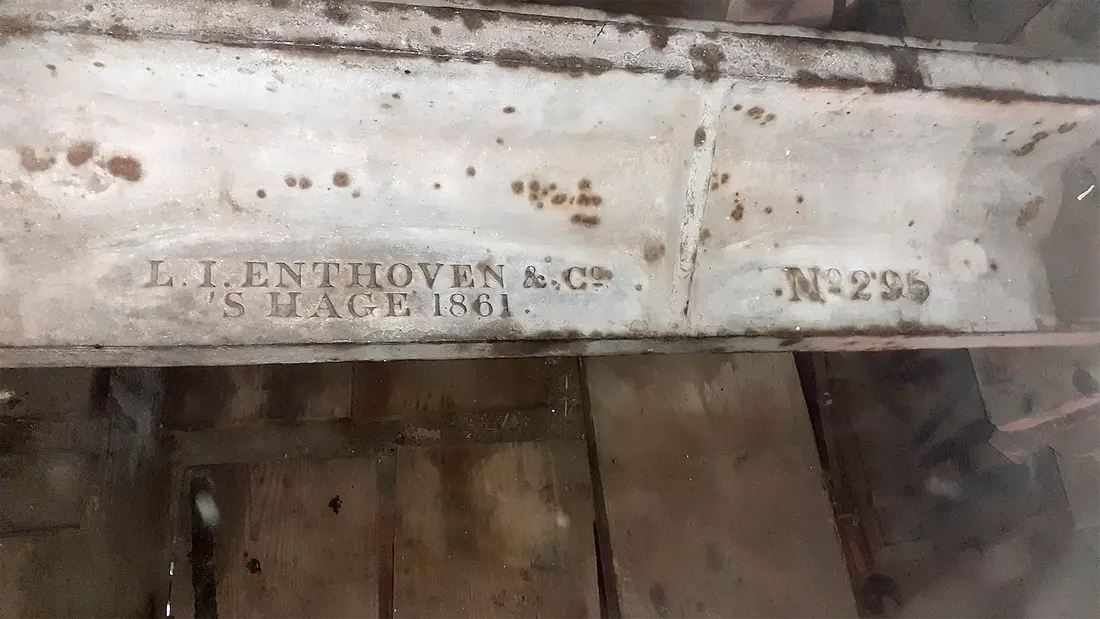 L.I.ENTHOVEN & Cº
'S HAGE 1861.
Nº 295